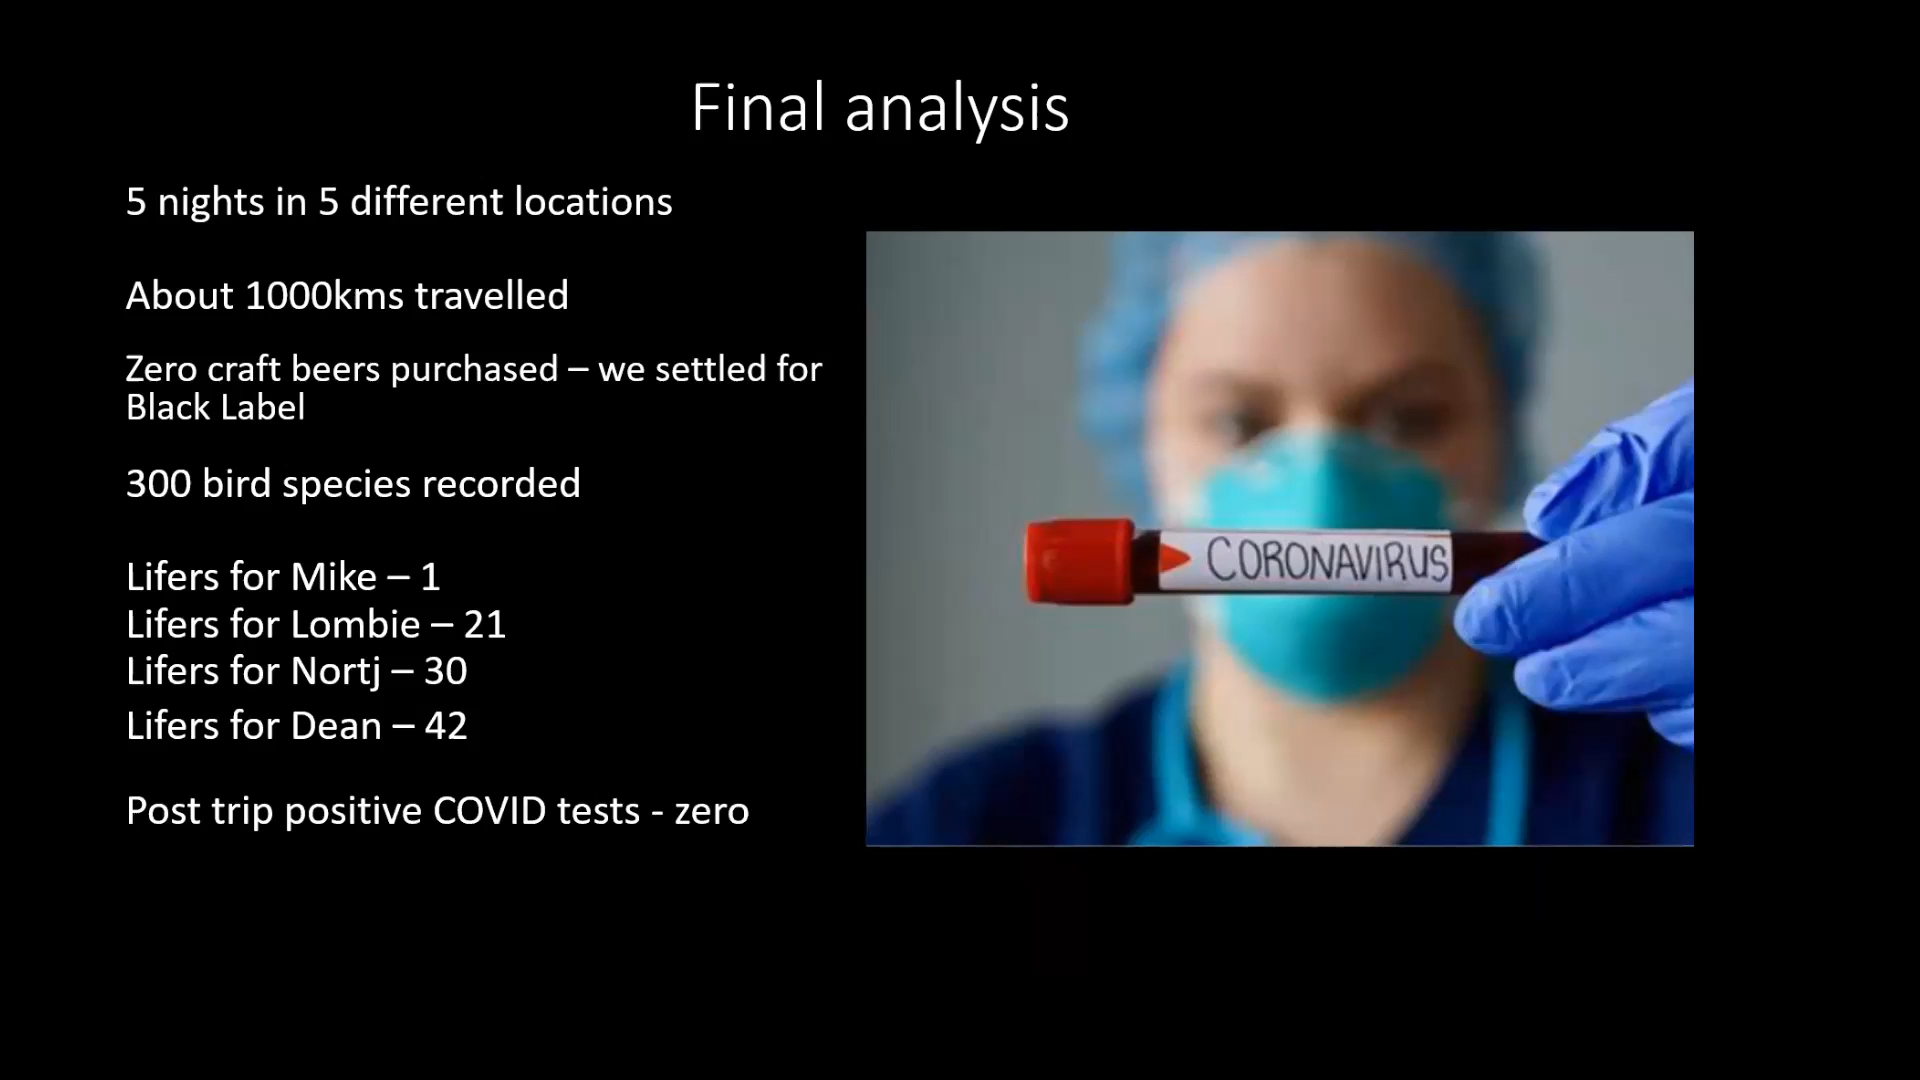 Final analysis
5 nights in 5 different locations
About 1000kms travelled
Zero craft beers purchased – we settled for
Black Label
300 bird species recorded
Lifers for Mike – 1
Lifers for Lombie – 21
Lifers for Nortj – 30
Lifers for Dean – 42
Post trip positive COVID tests - zero
CORONAVIRUS